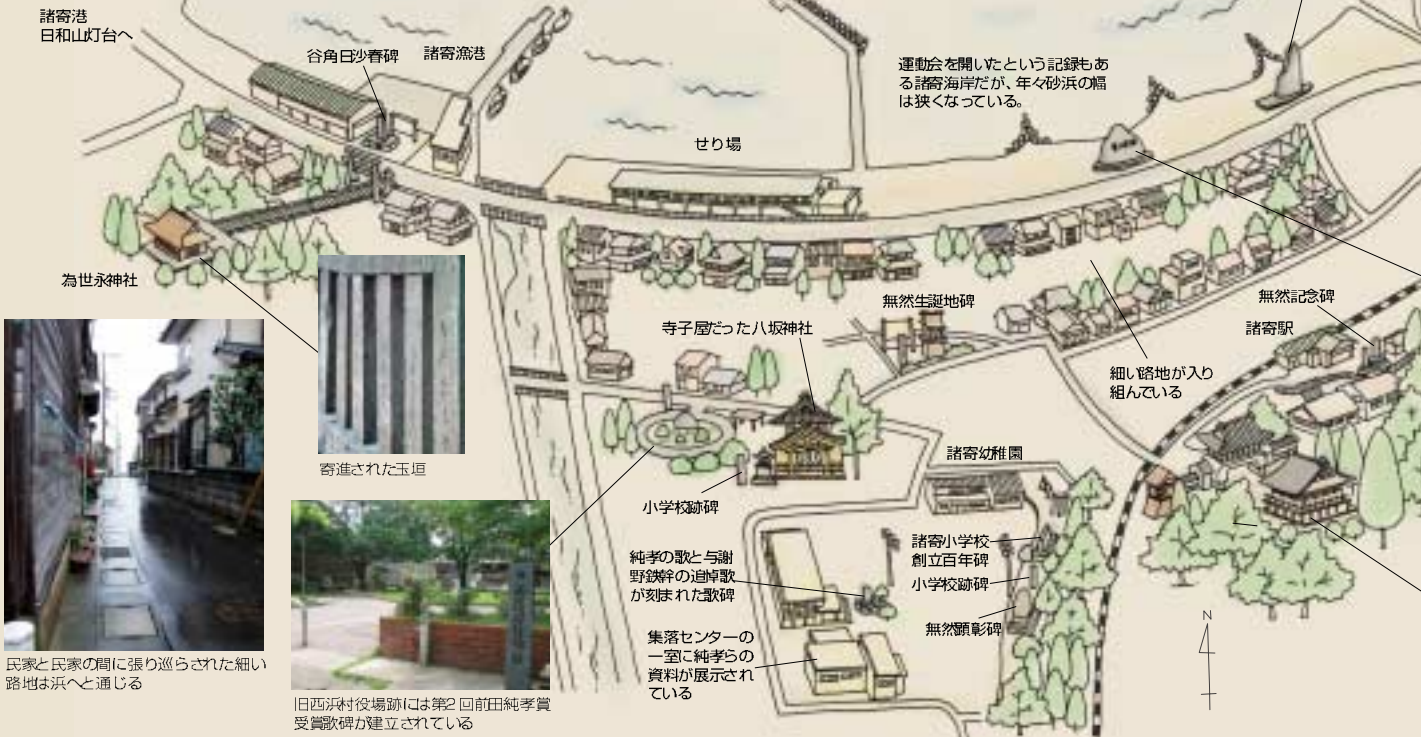 諸寄港
日和山灯台へ
谷角日沙春碑
諸寄漁港
運動会を開いたという記録もあ
る諸寄海岸だが、年々砂浜の幅
は狭くなっている。
せり場
為世永神社
無然生誕地碑
無然記念碑
諸寄駅
寺子屋だった八坂神社
細い路地が入り
組んでいる
寄進された玉垣
諸寄幼稚園
小学校跡碑
諸寄小学校
創立百年碑
小学校跡碑
無然顕彰碑
純孝の歌と与謝
野鉄幹の追悼歌
が刻まれた歌碑
集落センターの
一室に純孝らの
資料が展示され
ている
N
民家と民家の間に張り巡らされた細い
路地は浜へと通じる
旧西浜村役場跡には第2回前田純孝賞
受賞歌碑が建立されている